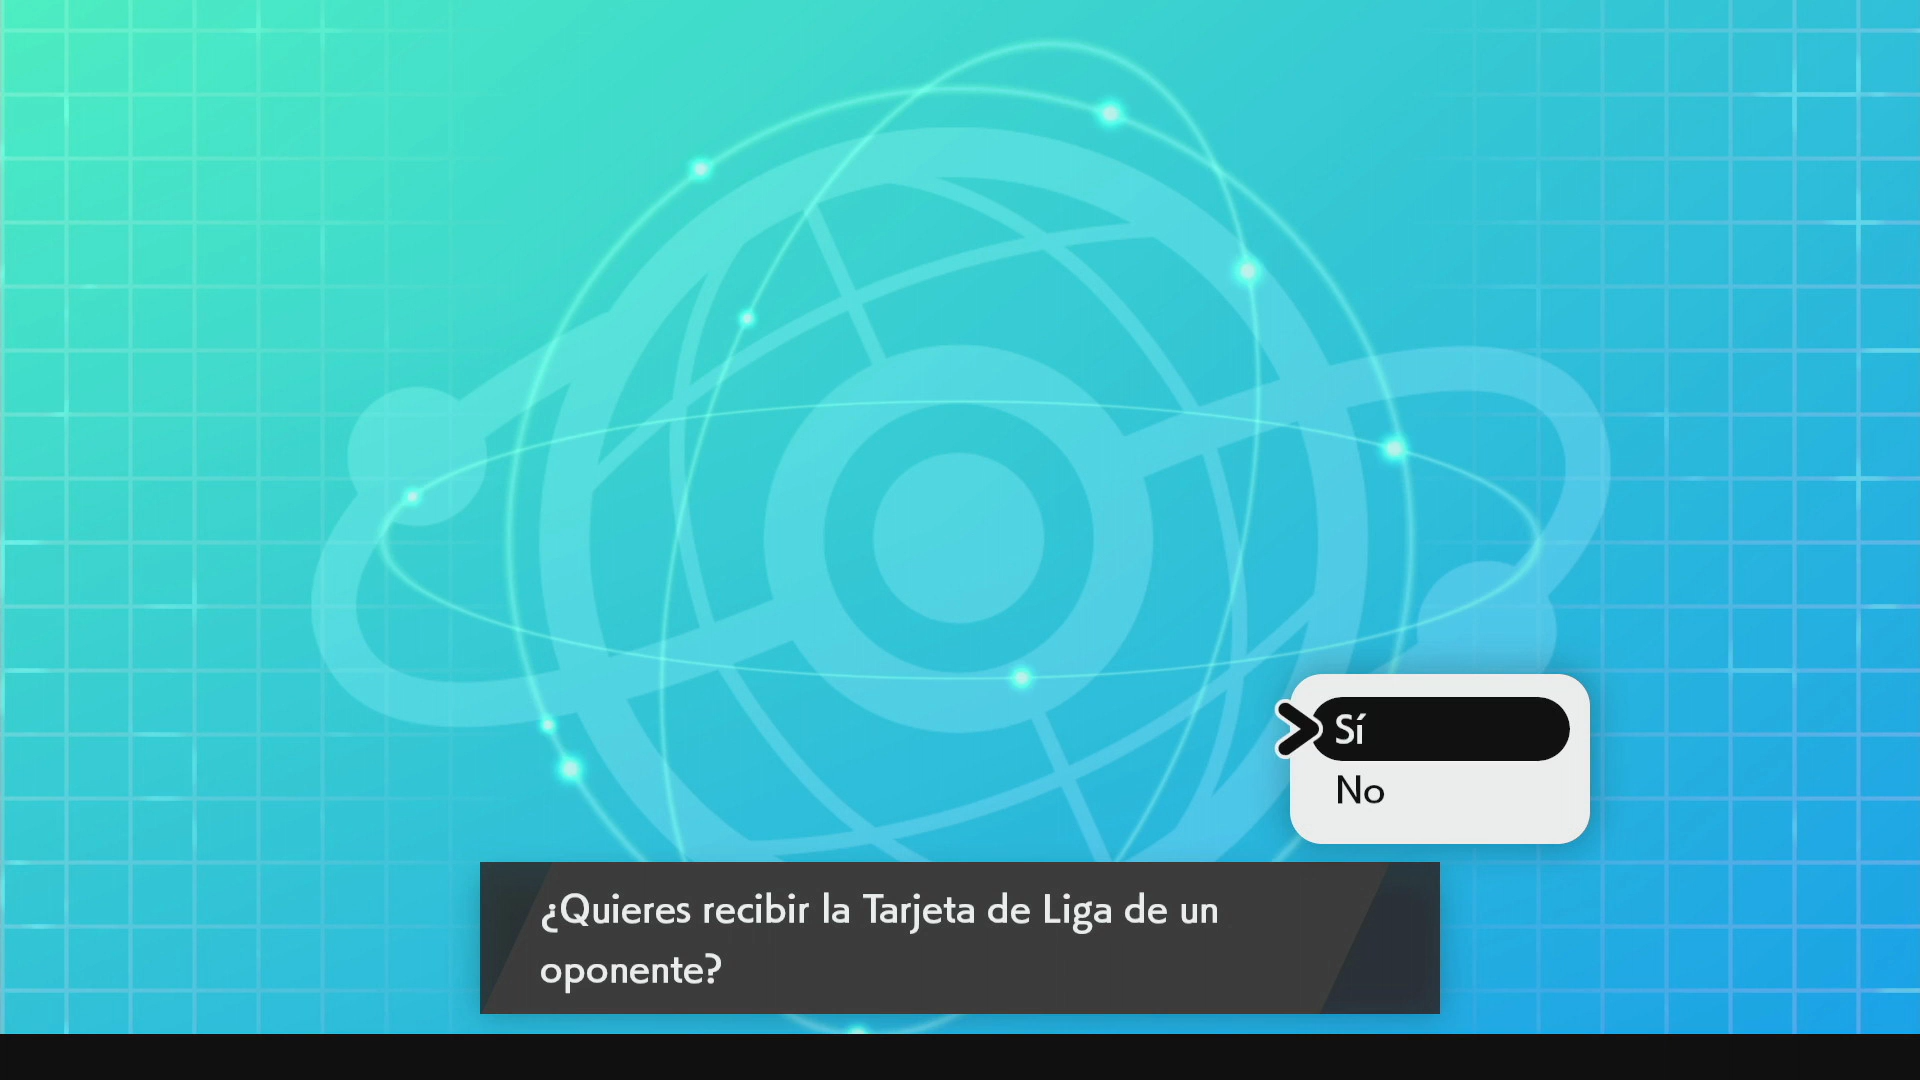 Sí
No
¿Quieres recibir la Tarjeta de Liga de un
oponente?